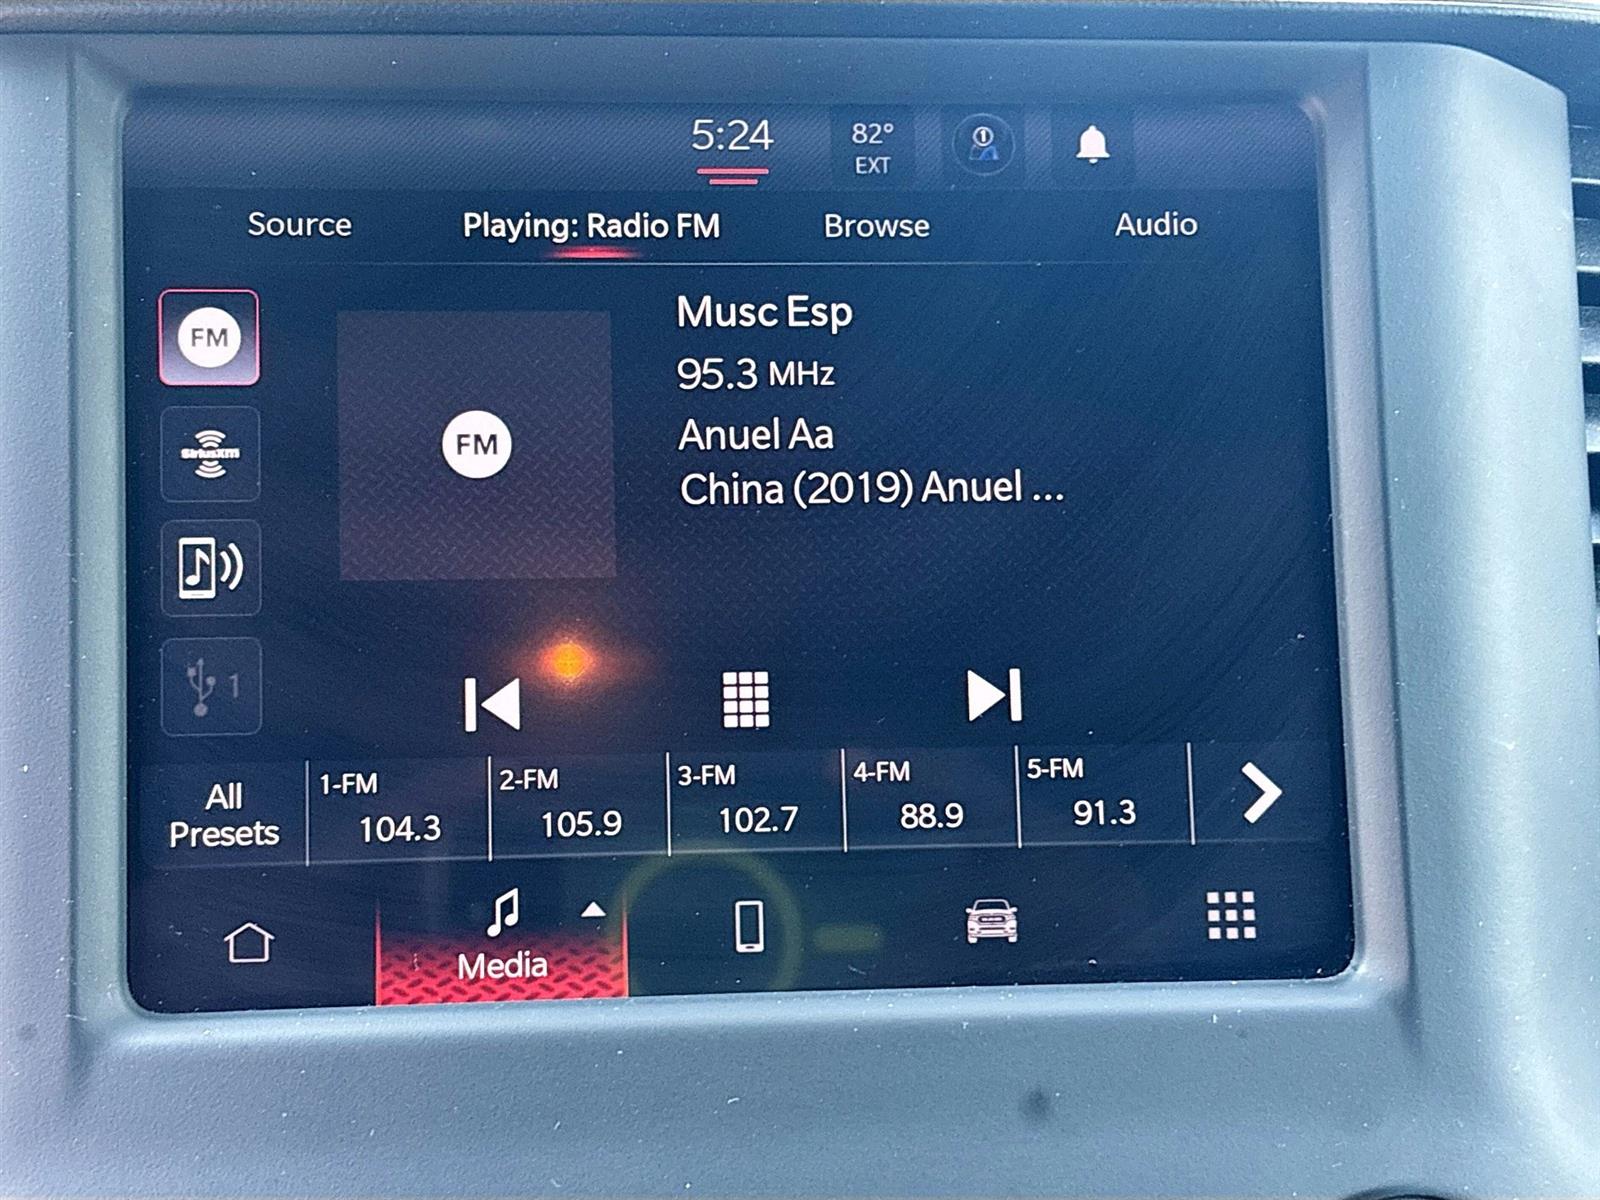 5:24
82°
EXT
1
Source
Playing: Radio FM
Browse
Audio
FM
SiriusXM
1
FM
Musc Esp
95.3 MHz
Anuel Aa
China (2019) Anuel ...
All
Presets
1-FM
104.3
2-FM
105.9
3-FM
102.7
4-FM
88.9
5-FM
91.3
Media